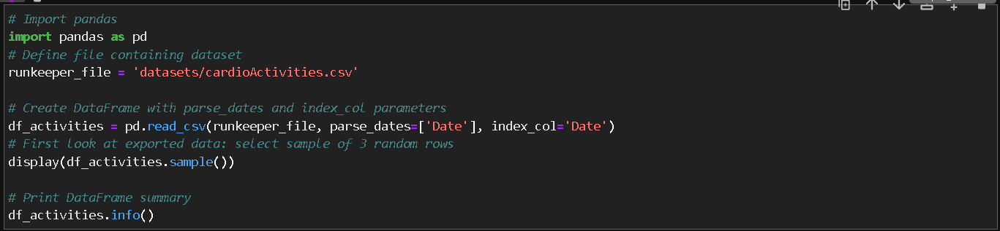 # Import pandas
import pandas as pd
# Define file containing dataset
runkeeper_file = 'datasets/cardioActivities.csv'
# Create DataFrame with parse_dates and index_col parameters
df_activities = pd.read_csv(runkeeper_file, parse_dates=['Date'], index_col='Date')
# First look at exported data: select sample of 3 random rows
display(df_activities.sample())
# Print DataFrame summary
df_activities.info()